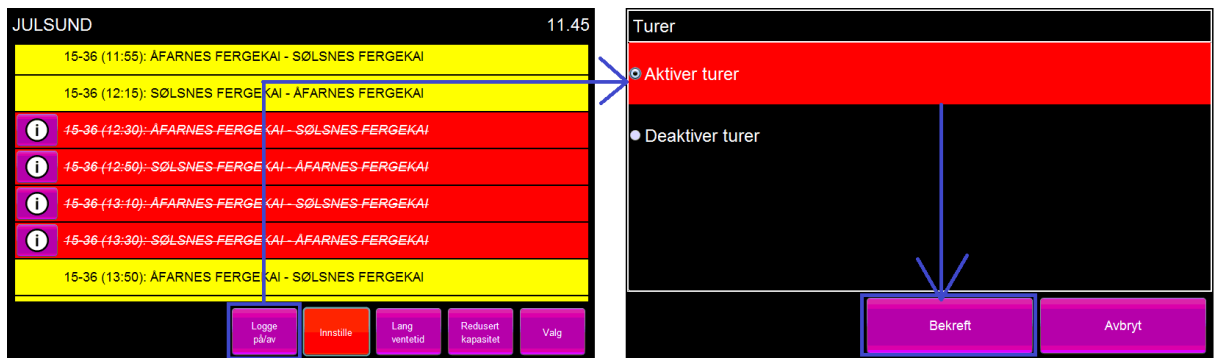 JULSUND 11.45
15-36 (11:55): ÅFARNES FERGEKAI - SØLSNES FERGEKAI
15-36 (12:15): SØLSNES FERGEKAI - ÅFARNES FERGEKAI
i 15-36 (12:30): ÅFARNES FERGEKAI - SØLSNES FERGEKAI
i 15-36 (12:50): SØLSNES FERGEKAI - ÅFARNES FERGEKAI
i 15-36 (13:10): ÅFARNES FERGEKAI - SØLSNES FERGEKAI
i 15-36 (13:30): SØLSNES FERGEKAI - ÅFARNES FERGEKAI
15-36 (13:50): ÅFARNES FERGEKAI - SØLSNES FERGEKAI
Logge
på/av
Innstille
Lang
ventetid
Redusert
kapasitet
Valg
Turer
Aktiver turer
Deaktiver turer
Bekreft
Avbryt